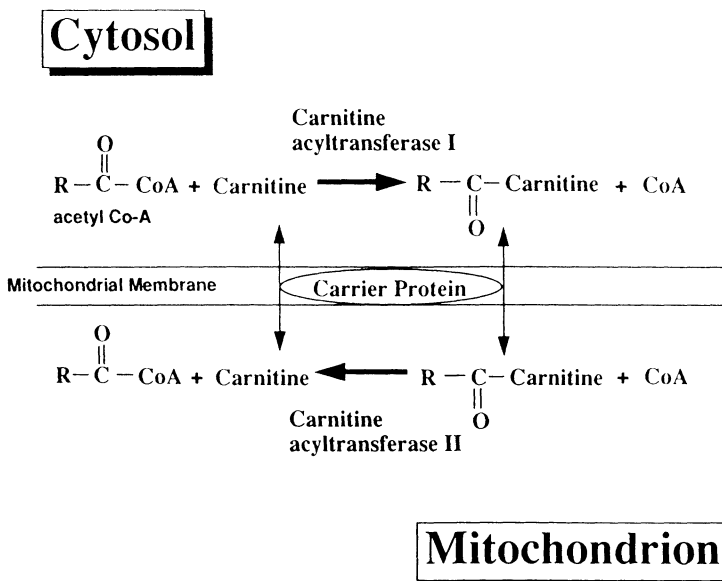 Cytosol
Carnitine
acyltransferase I
O
R – C – CoA + Carnitine R – C – Carnitine + CoA
acetyl Co-A
O
Mitochondrial Membrane Carrier Protein
O
R – C – CoA + Carnitine R – C – Carnitine + CoA
O
Carnitine
acyltransferase II
Mitochondrion